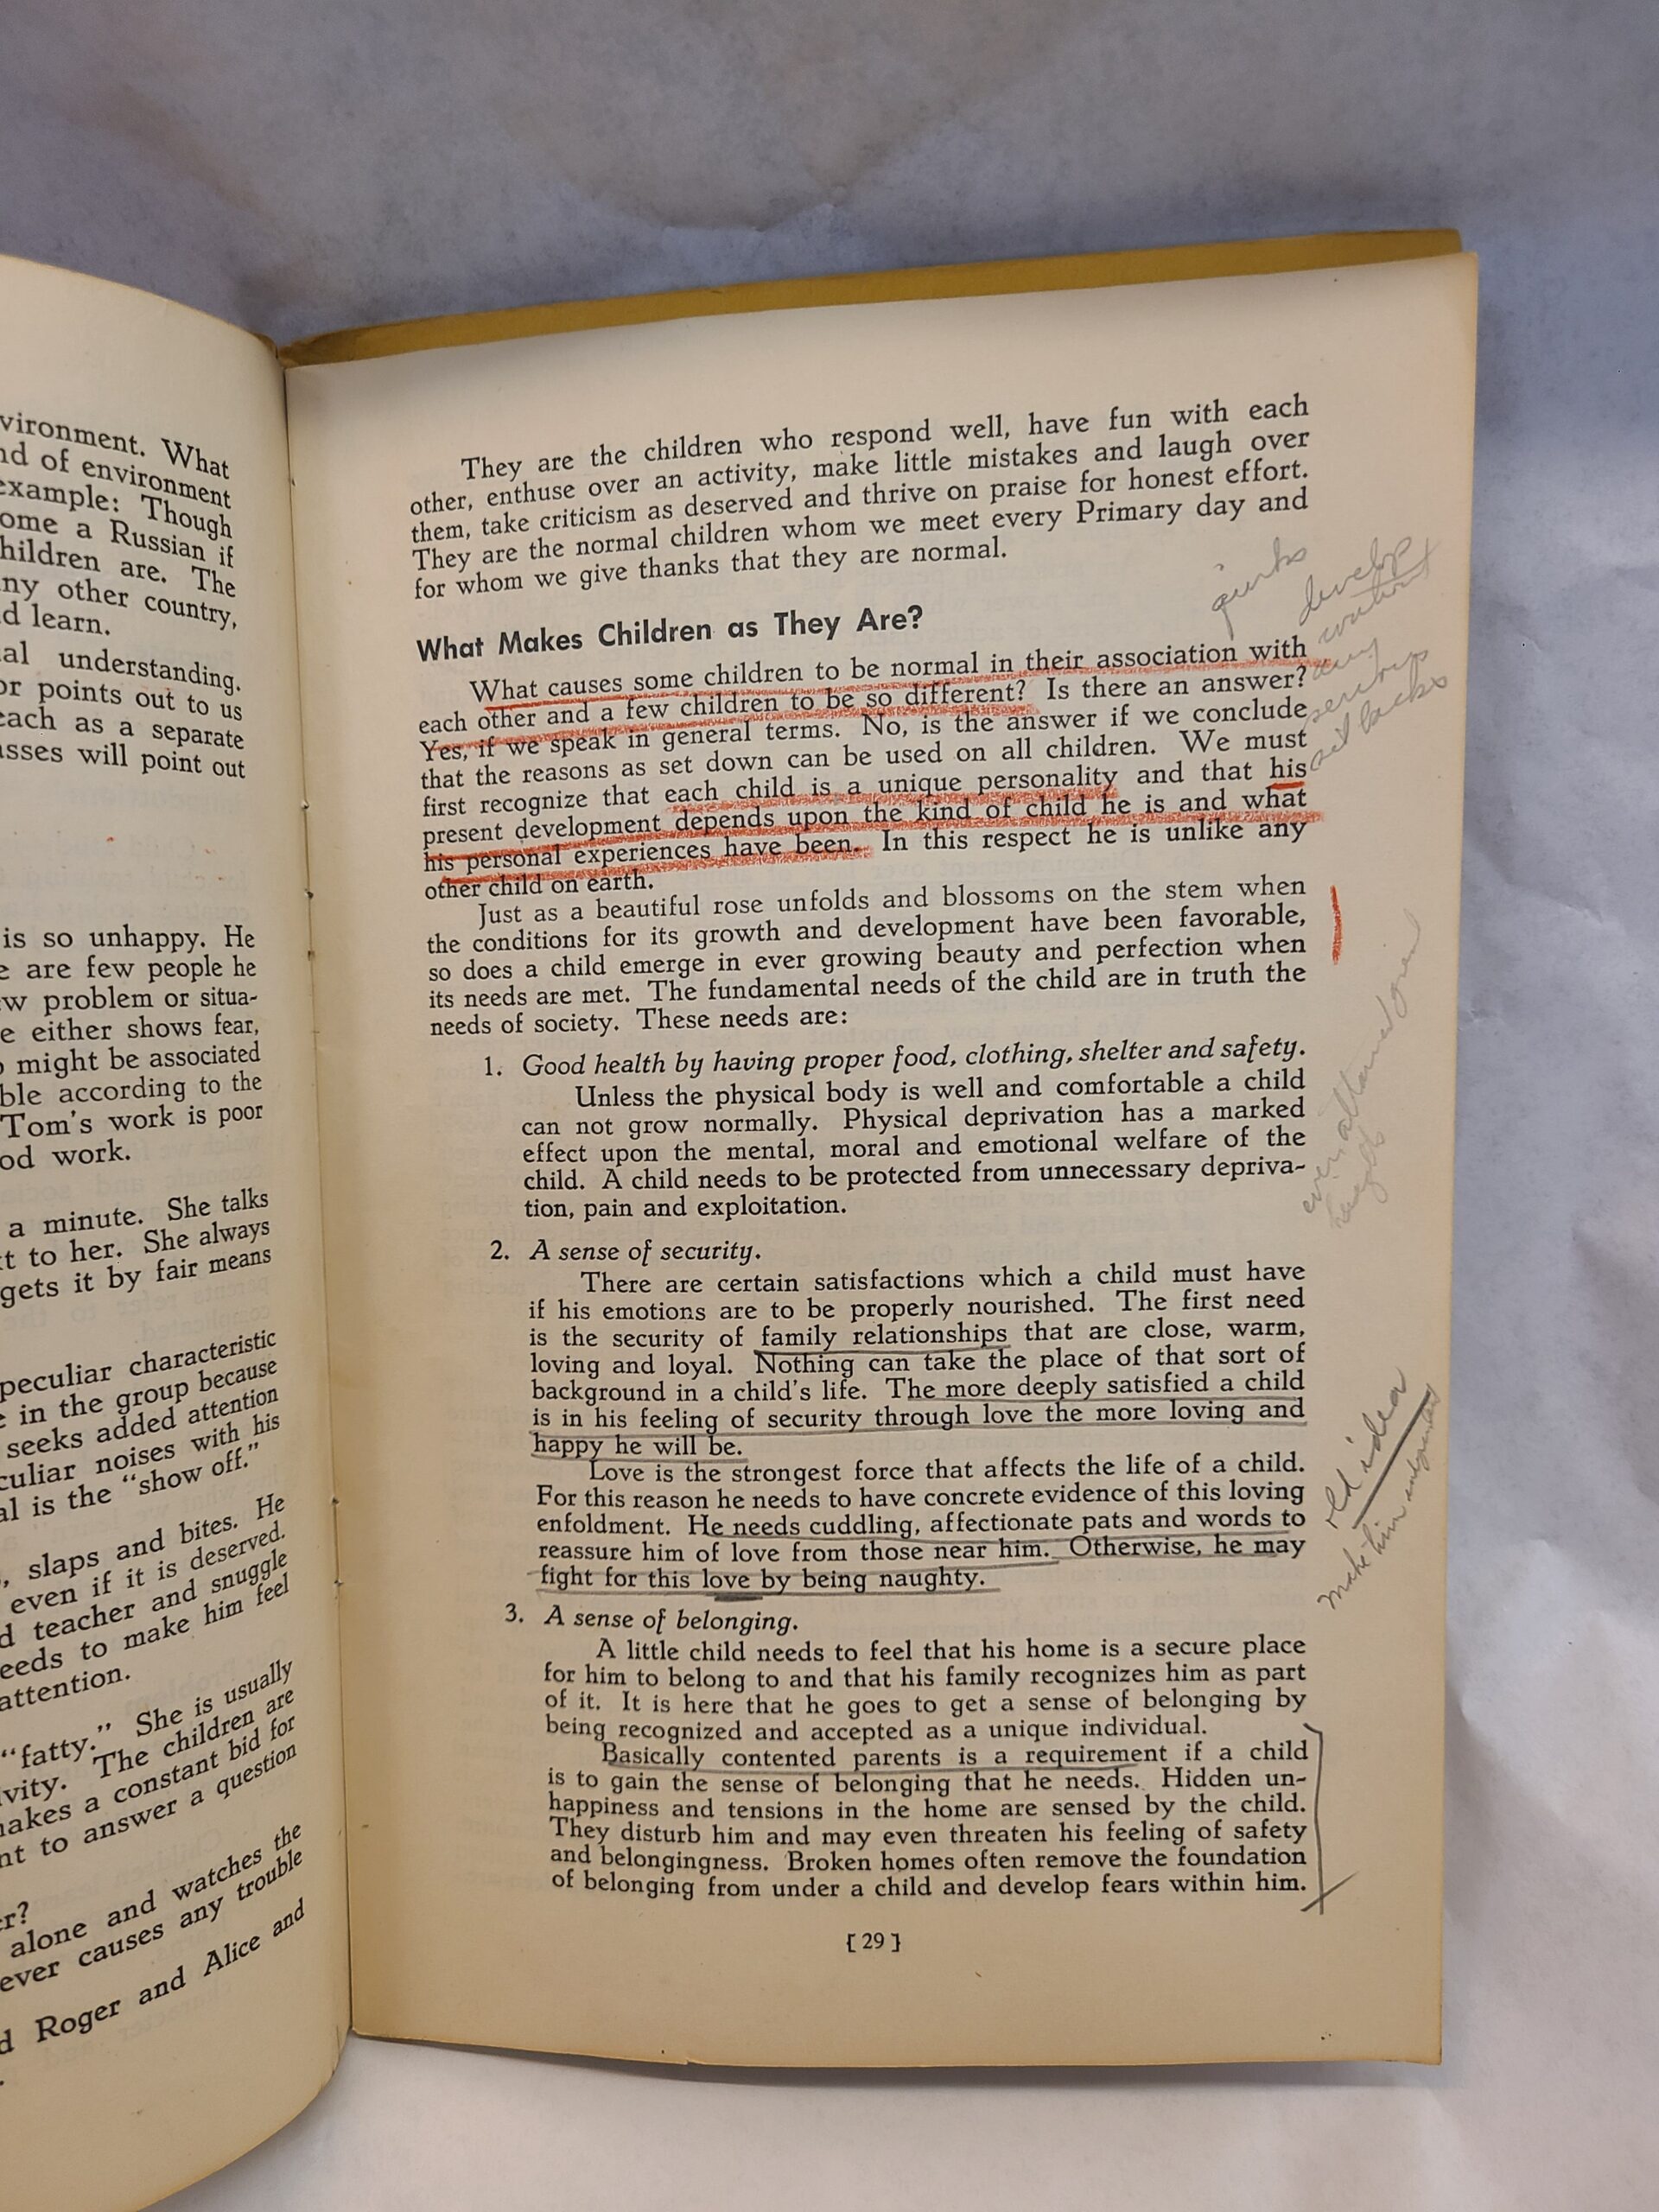 vironment. What
nd of environment
example: Though
ome a Russian if
hildren are. The
ny other country,
d learn.
al understanding.
or points out to us
each as a separate
sses will point out
is so unhappy. He
e are few people he
w problem or situa-
e either shows fear,
o might be associated
ble according to the
Tom's work is poor
od work.
a minute. She talks
t to her. She always
gets it by fair means
peculiar characteristic
e in the group because
seeks added attention
culiar noises with his
al is the "show off."
, slaps and bites. He
even if it is deserved.
d teacher and snuggle
eeds to make him feel
attention.
"fatty." She is usually
ivity. The children are
makes a constant bid for
nt to answer a question
er?
alone and watches the
ever causes any trouble
d Roger and Alice and
They are the children who respond well, have fun with each
other, enthuse over an activity, make little mistakes and laugh over
them, take criticism as deserved and thrive on praise for honest effort.
They are the normal children whom we meet every Primary day and
for whom we give thanks that they are normal.
What Makes Children as They Are?
What causes some children to be normal in their association with
each other and a few children to be so different? Is there an answer?
Yes, if we speak in general terms. No, is the answer if we conclude
that the reasons as set down can be used on all children. We must
first recognize that each child is a unique personality and that his
present development depends upon the kind of child he is and what
his personal experiences have been. In this respect he is unlike any
other child on earth.
develop
without
any
serious
set backs
Just as a beautiful rose unfolds and blossoms on the stem when
the conditions for its growth and development have been favorable,
so does a child emerge in ever growing beauty and perfection when
its needs are met. The fundamental needs of the child are in truth the
needs of society. These needs are:
1. Good health by having proper food, clothing, shelter and safety.
Unless the physical body is well and comfortable a child
can not grow normally. Physical deprivation has a marked
effect upon the mental, moral and emotional welfare of the
child. A child needs to be protected from unnecessary depriva-
tion, pain and exploitation.
2. A sense of security.
There are certain satisfactions which a child must have
if his emotions are to be properly nourished. The first need
is the security of family relationships that are close, warm,
loving and loyal. Nothing can take the place of that sort of
background in a child's life. The more deeply satisfied a child
is in his feeling of security through love the more loving and
happy he will be.
Love is the strongest force that affects the life of a child.
For this reason he needs to have concrete evidence of this loving
enfoldment. He needs cuddling, affectionate pats and words to
reassure him of love from those near him. Otherwise, he may
fight for this love by being naughty.
old idea
make him
3. A sense of belonging.
A little child needs to feel that his home is a secure place
for him to belong to and that his family recognizes him as part
of it. It is here that he goes to get a sense of belonging by
being recognized and accepted as a unique individual.
Basically contented parents is a requirement if a child
is to gain the sense of belonging that he needs. Hidden un-
happiness and tensions in the home are sensed by the child.
They disturb him and may even threaten his feeling of safety
and belongingness. Broken homes often remove the foundation
of belonging from under a child and develop fears within him.
[ 29 ]